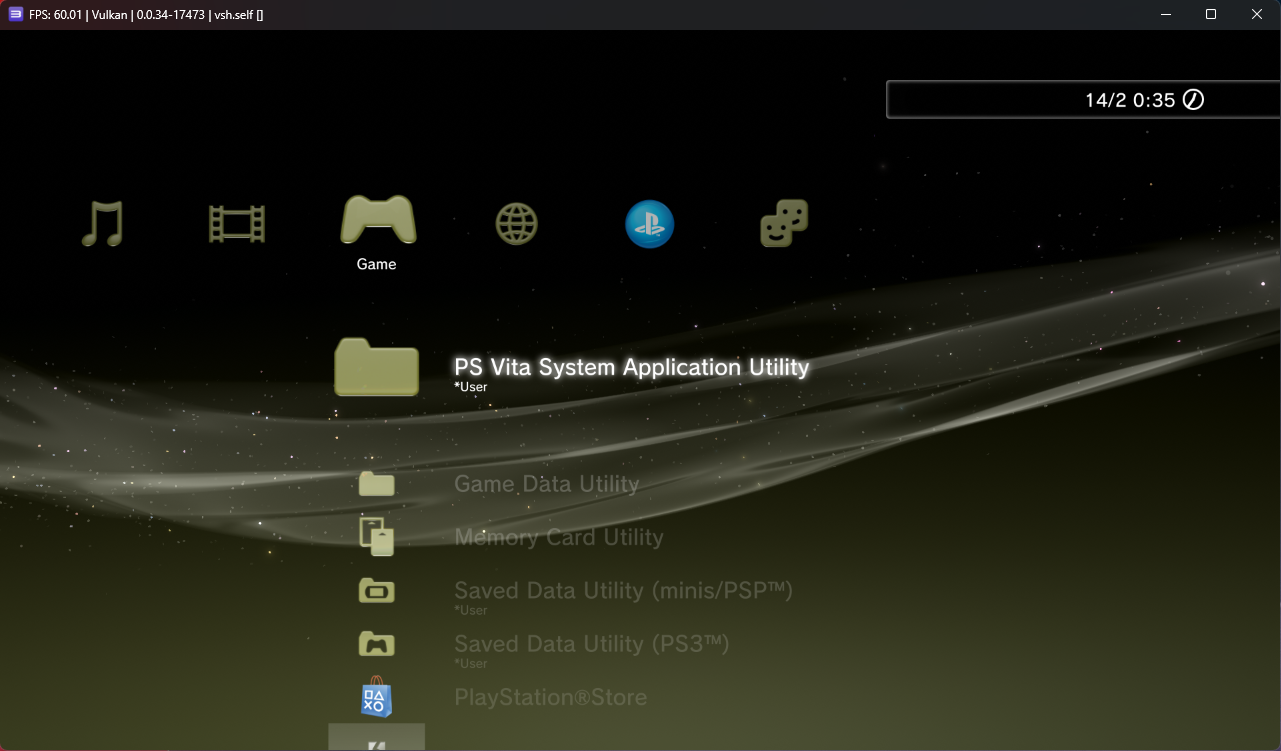 FPS: 60.01 | Vulkan | 0.0.34-17473 | vsh.self []
14/2 0:35
Game
PS Vita System Application Utility
*User
Game Data Utility
Memory Card Utility
Saved Data Utility (minis/PSP™)
*User
Saved Data Utility (PS3™)
*User
PlayStation®Store